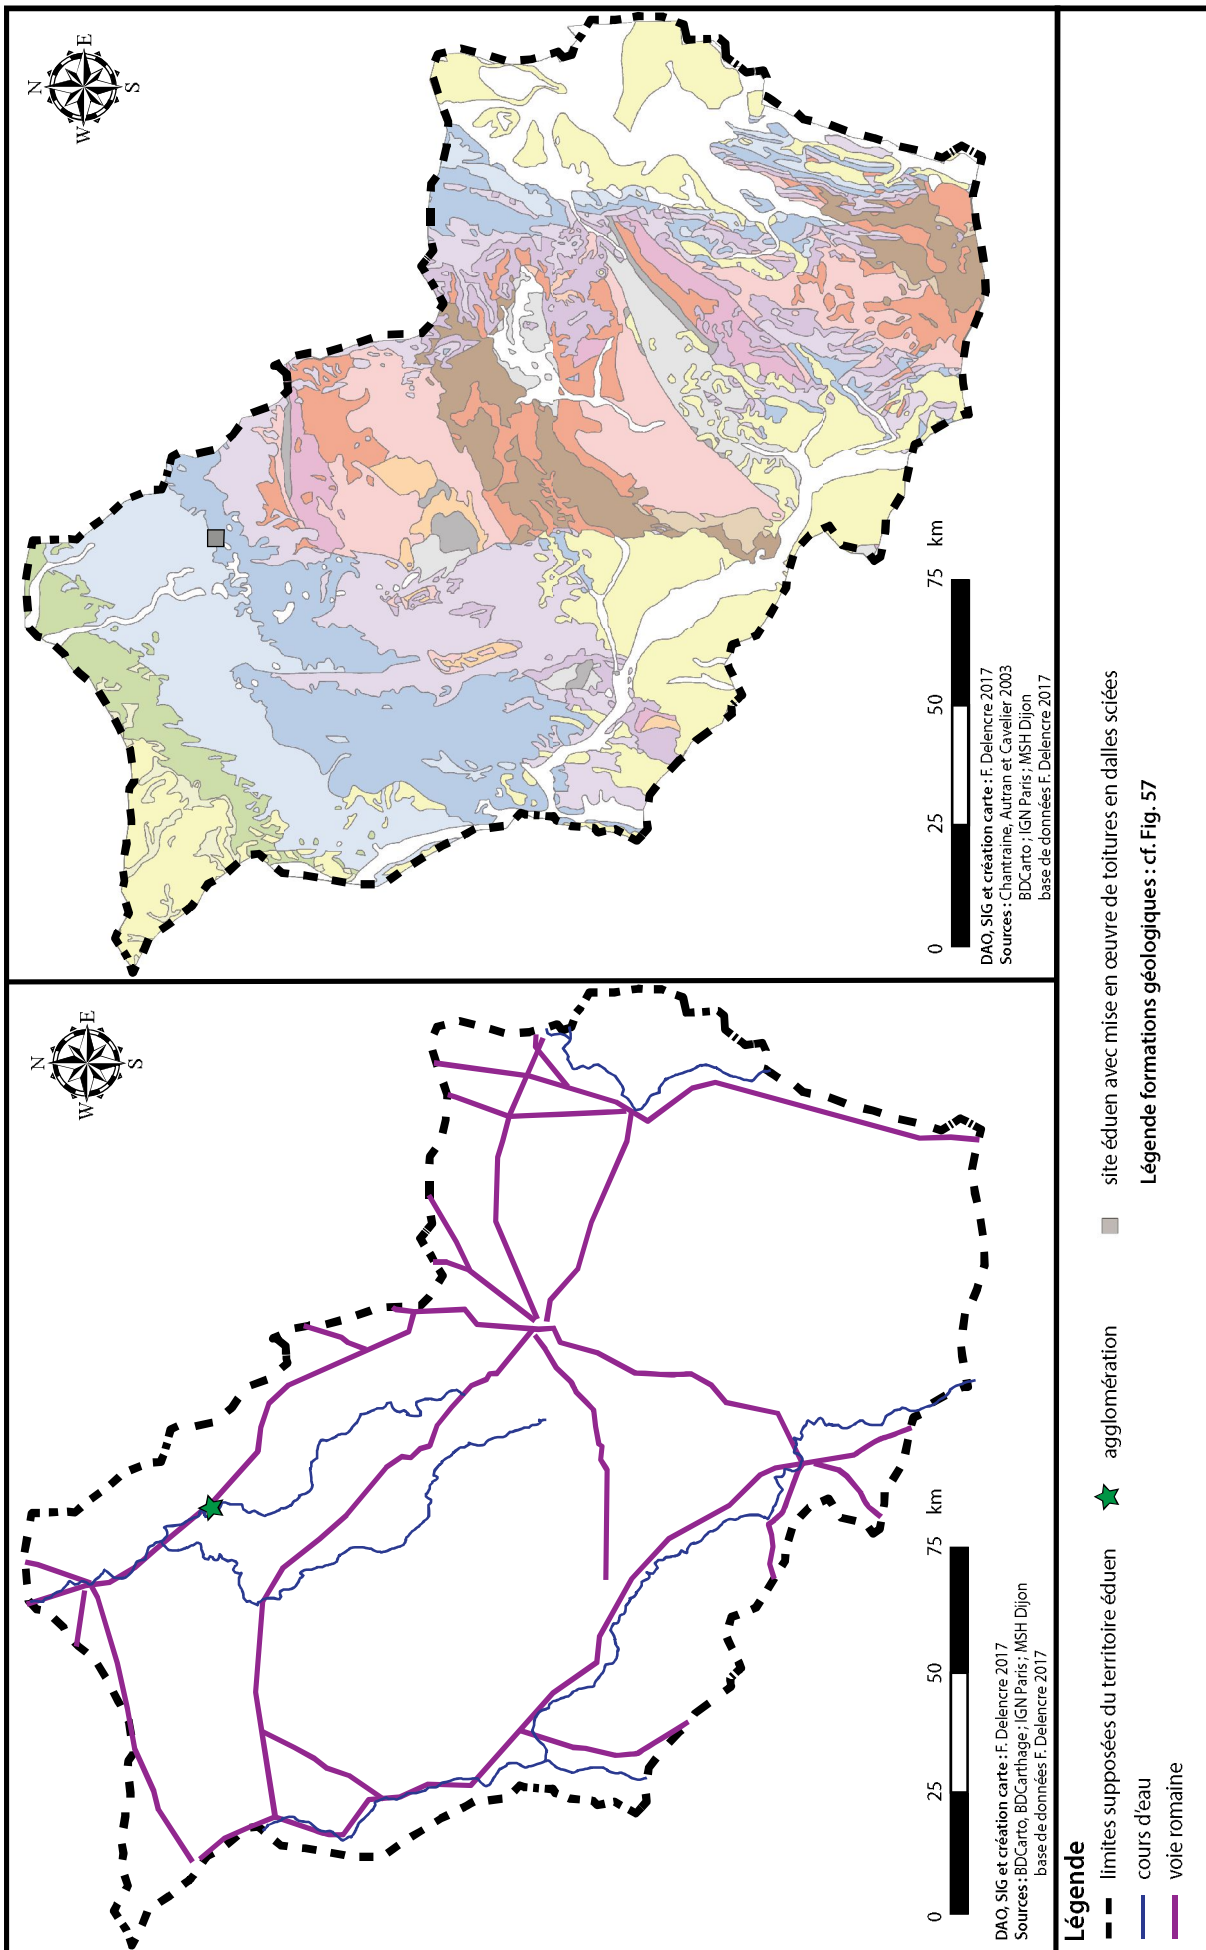 N
E
S
W
0
25
50
75
km
DAO, SIG et création carte : F. Delencre 2017
Sources : BDCarto, BDCarthage ; IGN Paris ; MSH Dijon
base de données F. Delencre 2017
N
E
S
W
0
25
50
75
km
DAO, SIG et création carte : F. Delencre 2017
Sources : Chantraine, Autran et Cavelier 2003
BDCarto ; IGN Paris ; MSH Dijon
base de données F. Delencre 2017
Légende
limites supposées du territoire éduen
cours d'eau
voie romaine
agglomération
site éduen avec mise en œuvre de toitures en dalles sciées
Légende formations géologiques : cf. Fig. 57